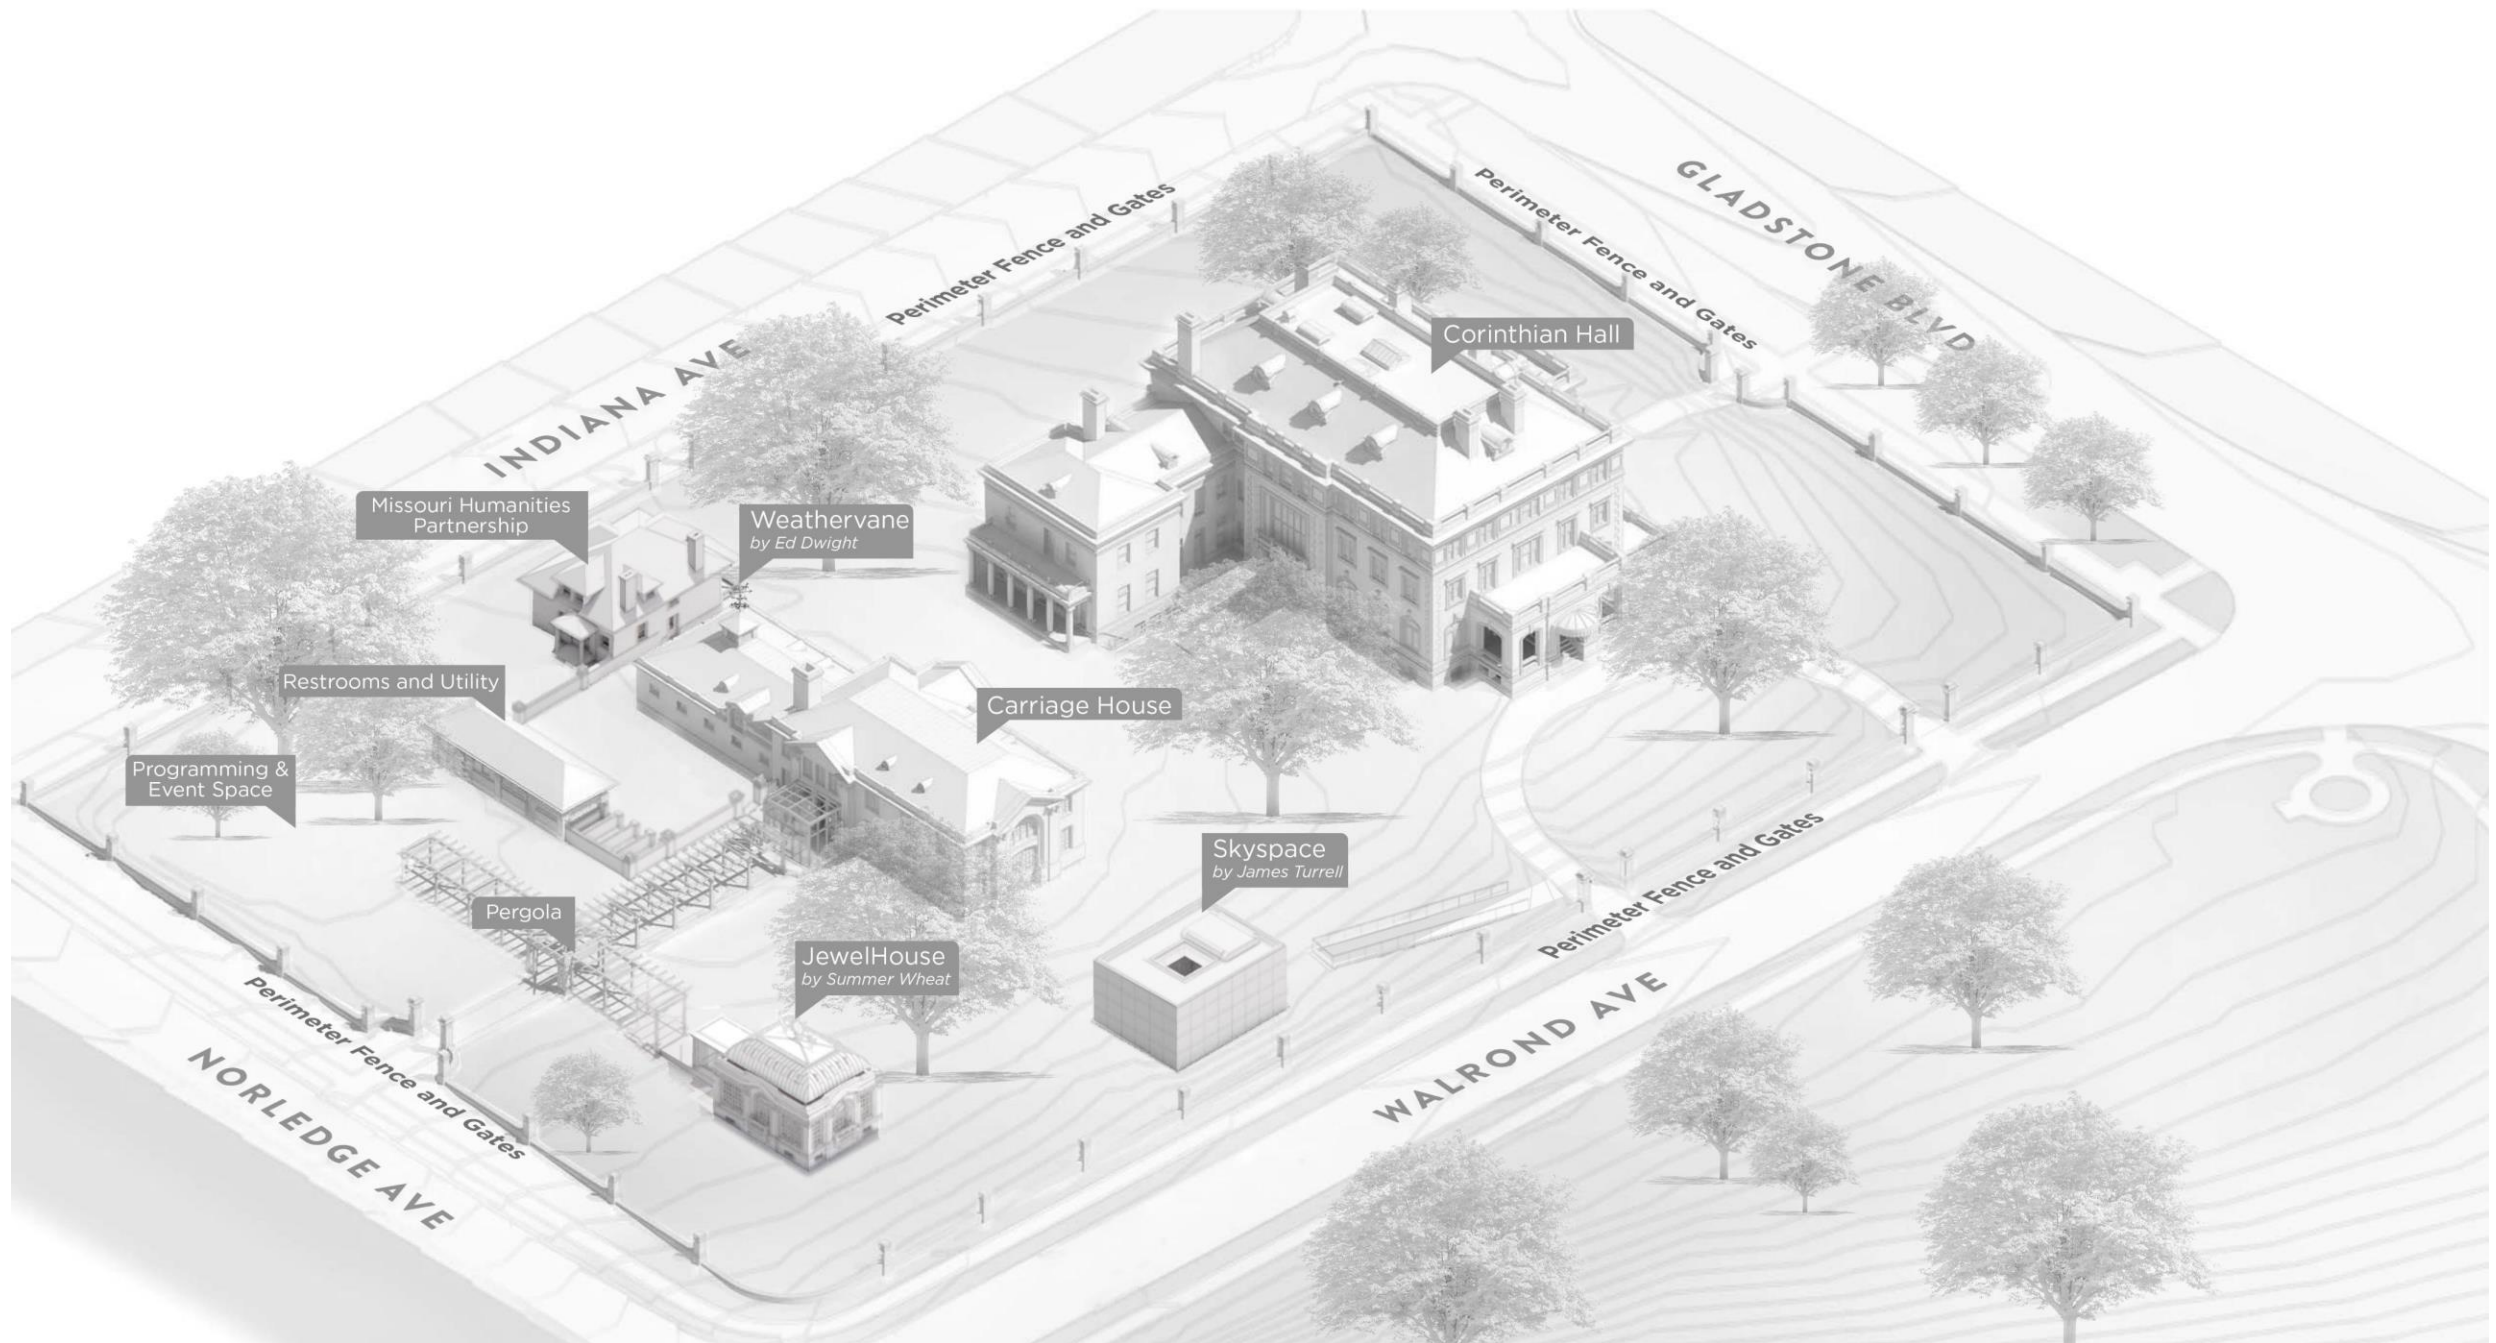 GLADSTONE BLVD
Perimeter Fence and Gates
Perimeter Fence and Gates
INDIANA AVE
Corinthian Hall
Missouri Humanities
Partnership
Weathervane
by Ed Dwight
Restrooms and Utility
Carriage House
Programming &
Event Space
Skyspace
by James Turrell
Pergola
JewelHouse
by Summer Wheat
Perimeter Fence and Gates
WALROND AVE
Perimeter Fence and Gates
NORLEDGE AVE